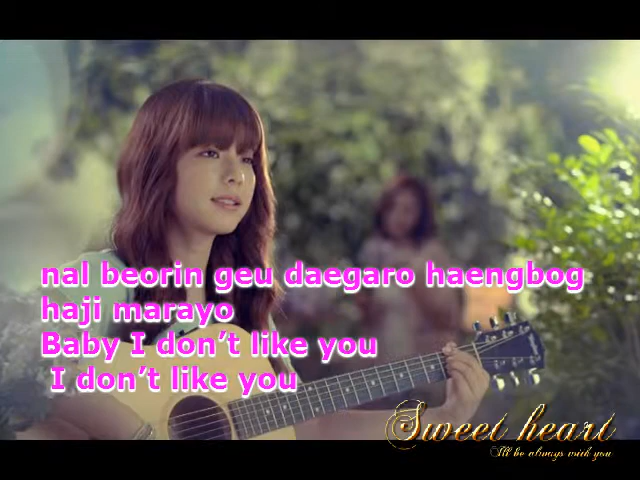 nal beorin geu daegaro haengbog
haji marayo
Baby I don't like you
I don't like you
Sweet heart
I'll be always with you